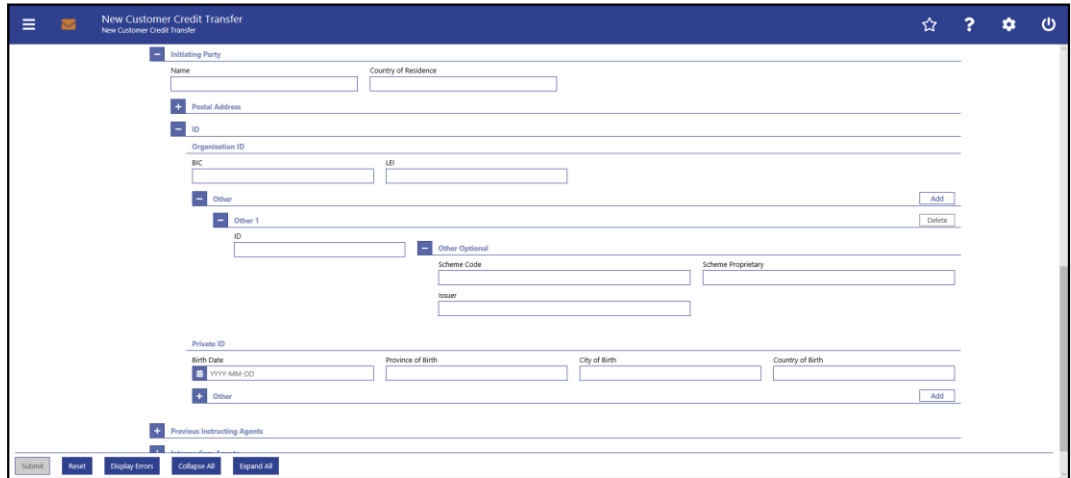 New Customer Credit Transfer
New Customer Credit Transfer
Initiating Party
Name Country of Residence
Postal Address
ID
Organisation ID
BIC LEI
Other Add
Other 1 Delete
ID
Other Optional
Scheme Code Scheme Proprietary
Issuer
Private ID
Birth Date Province of Birth City of Birth Country of Birth
YYYY-MM-DD
Other Add
Previous Instructing Agents
Submit Reset Display Errors Collapse All Expand All